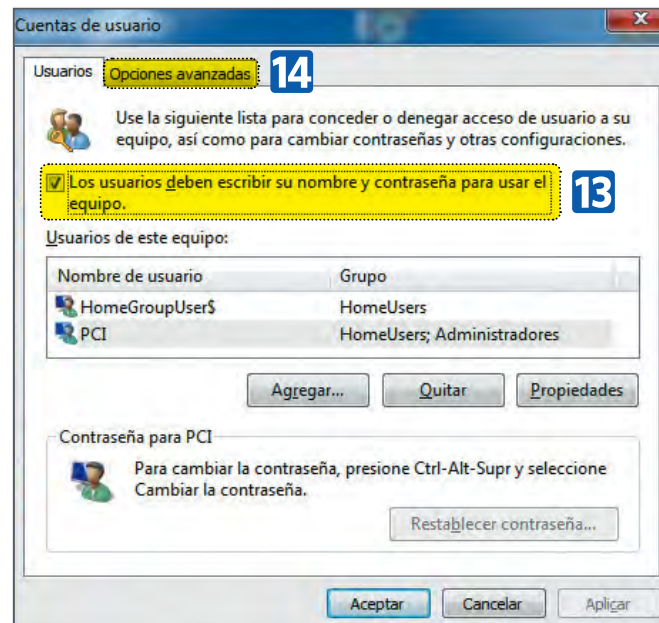 Cuentas de usuario
Usuarios
Opciones avanzadas
14
Use la siguiente lista para conceder o denegar acceso de usuario a su
equipo, así como para cambiar contraseñas y otras configuraciones.
Los usuarios deben escribir su nombre y contraseña para usar el
equipo.
13
Usuarios de este equipo:
Nombre de usuario Grupo
HomeGroupUser$ HomeUsers
PCI HomeUsers; Administradores
Agregar... Quitar Propiedades
Contraseña para PCI
Para cambiar la contraseña, presione Ctrl-Alt-Supr y seleccione
Cambiar la contraseña.
Restablecer contraseña...
Aceptar Cancelar Aplicar